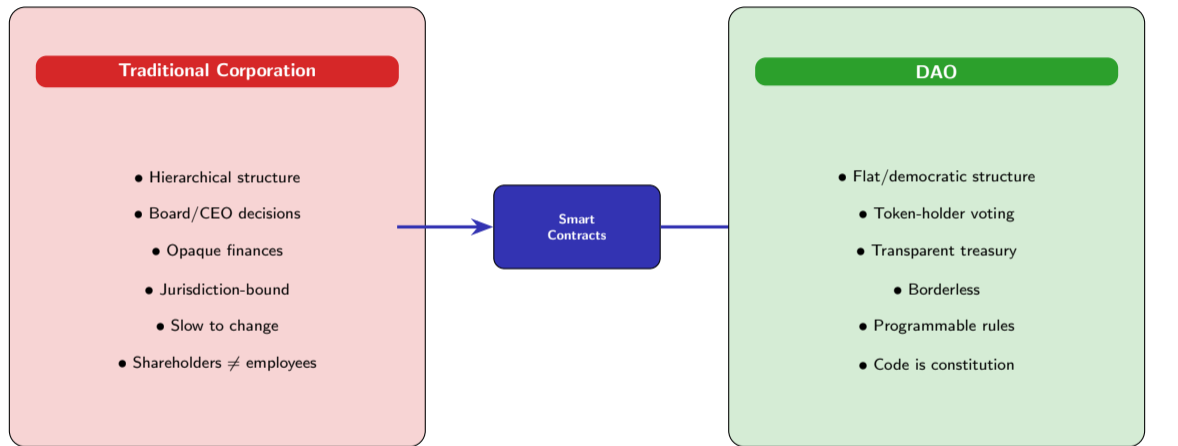 Traditional Corporation
• Hierarchical structure
• Board/CEO decisions
• Opaque finances
• Jurisdiction-bound
• Slow to change
• Shareholders ≠ employees
Smart
Contracts
DAO
• Flat/democratic structure
• Token-holder voting
• Transparent treasury
• Borderless
• Programmable rules
• Code is constitution